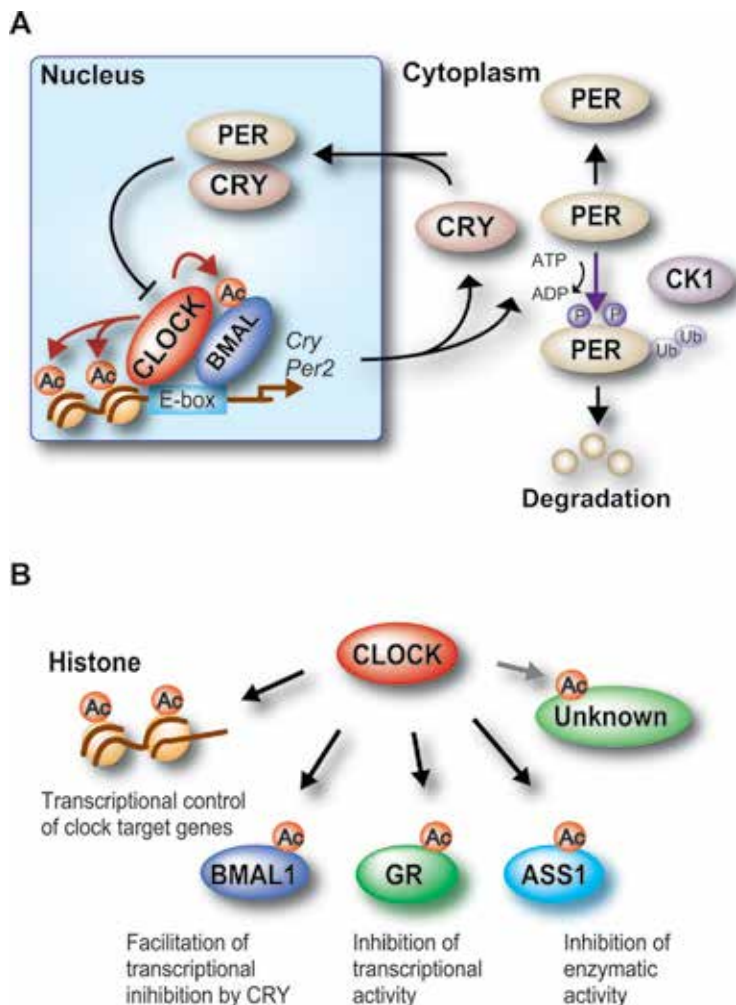 A
Nucleus
Cytoplasm
PER
PER
CRY
PER
CRY
ATP
ADP
CK1
Ac
P P
CLOCK
BMAL
Cry
Per2
PER
Ub Ub
Ac
Ac
E-box
Degradation
B
CLOCK
Histone
Ac
Unknown
Ac
Ac
Transcriptional control
of clock target genes
Ac
BMAL1
Ac
GR
Ac
ASS1
Facilitation of
transcriptional
inihibition by CRY
Inhibition of
transcriptional
activity
Inhibition of
enzymatic
activity